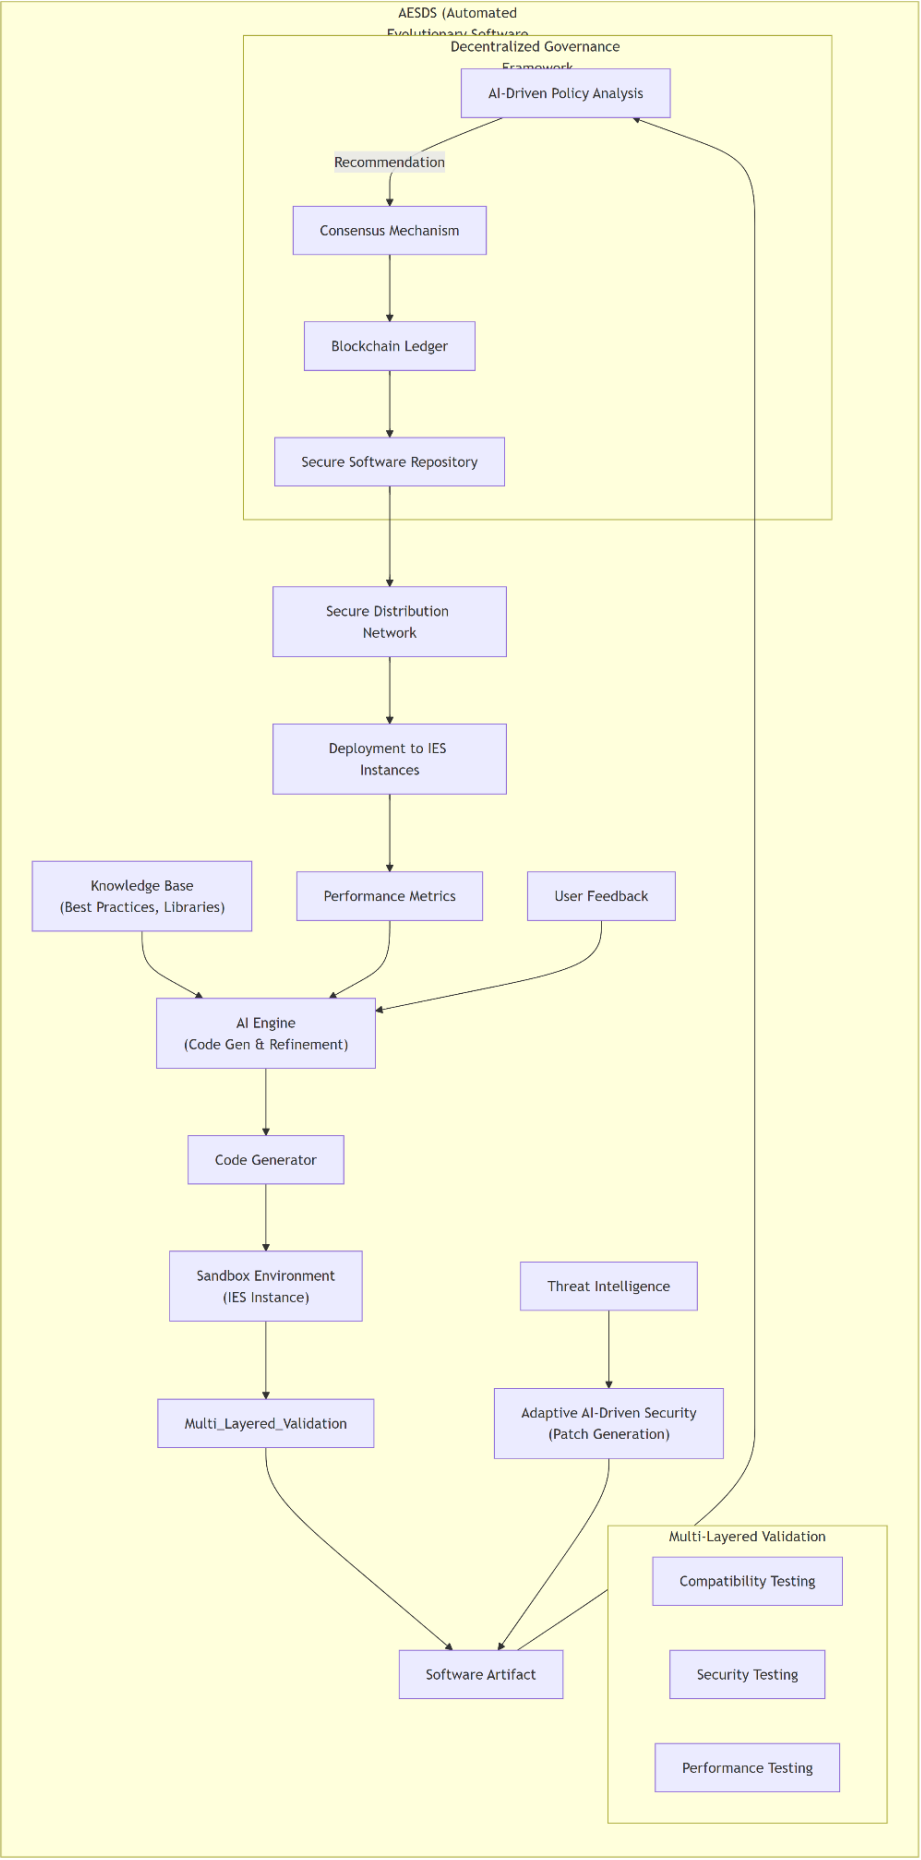 AESDS (Automated
Evolutionary Software
Decentralized Governance
Framework
AI-Driven Policy Analysis
Recommendation
Consensus Mechanism
Blockchain Ledger
Secure Software Repository
Secure Distribution
Network
Deployment to IES
Instances
Knowledge Base
(Best Practices, Libraries)
Performance Metrics
User Feedback
AI Engine
(Code Gen & Refinement)
Code Generator
Sandbox Environment
(IES Instance)
Threat Intelligence
Multi_Layered_Validation
Adaptive AI-Driven Security
(Patch Generation)
Multi-Layered Validation
Compatibility Testing
Software Artifact
Security Testing
Performance Testing